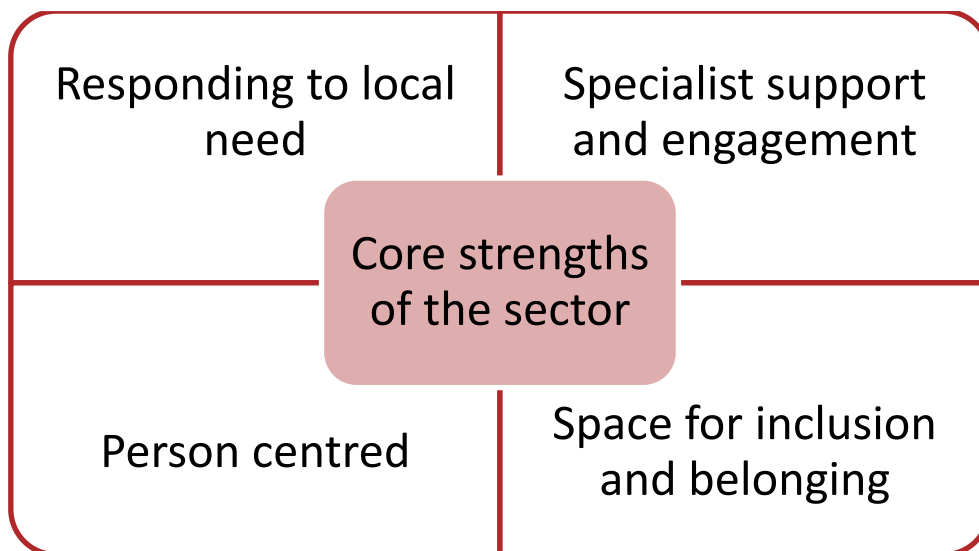 Responding to local
need
Specialist support
and engagement
Core strengths
of the sector
Person centred
Space for inclusion
and belonging